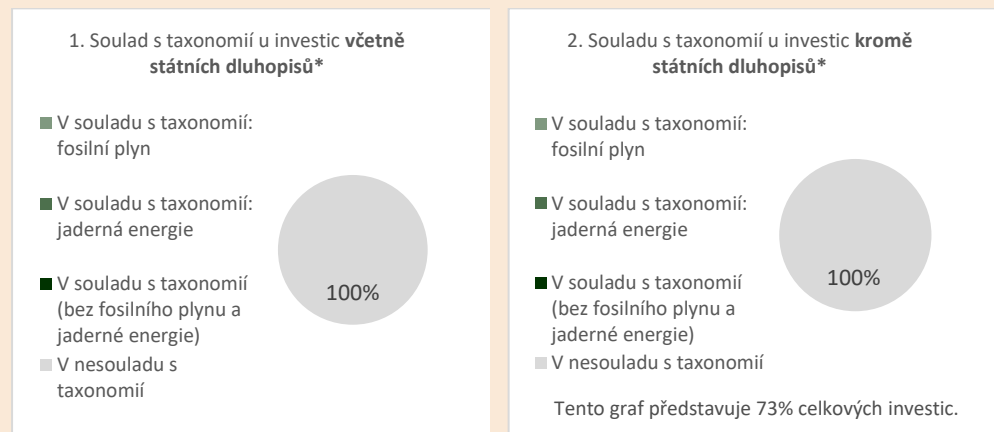 1. Soulad s taxonomií u investic včetně
státních dluhopisů*
V souladu s taxonomií:
fosilní plyn
V souladu s taxonomií:
jaderná energie
V souladu s taxonomií
(bez fosilního plynu a
jaderné energie)
V nesouladu s
taxonomií
100%
2. Souladu s taxonomií u investic kromě
státních dluhopisů*
V souladu s taxonomií:
fosilní plyn
V souladu s taxonomií:
jaderná energie
V souladu s taxonomií
(bez fosilního plynu a
jaderné energie)
V nesouladu s taxonomií
100%
Tento graf představuje 73% celkových investic.